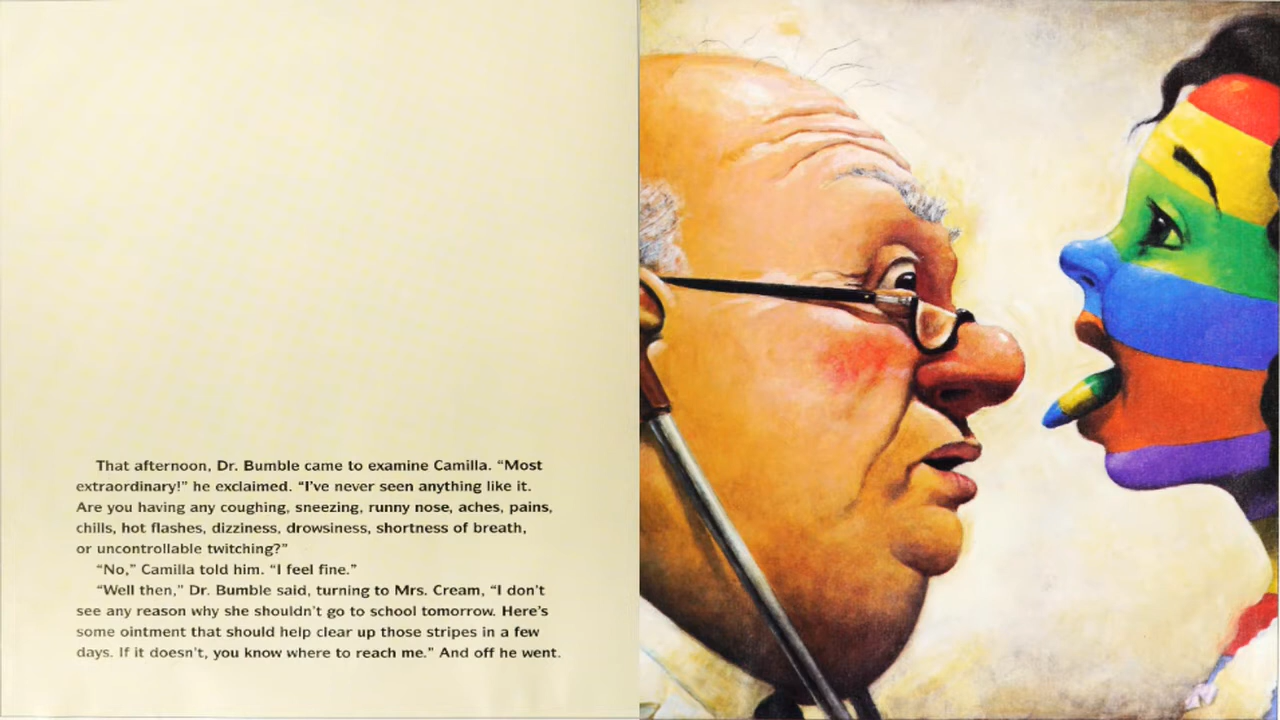 That afternoon, Dr. Bumble came to examine Camilla. “Most
extraordinary!” he exclaimed. “I’ve never seen anything like it.
Are you having any coughing, sneezing, runny nose, aches, pains,
chills, hot flashes, dizziness, drowsiness, shortness of breath,
or uncontrollable twitching?”
“No,” Camilla told him. “I feel fine.”
“Well then,” Dr. Bumble said, turning to Mrs. Cream, “I don’t
see any reason why she shouldn’t go to school tomorrow. Here’s
some ointment that should help clear up those stripes in a few
days. If it doesn’t, you know where to reach me.” And off he went.